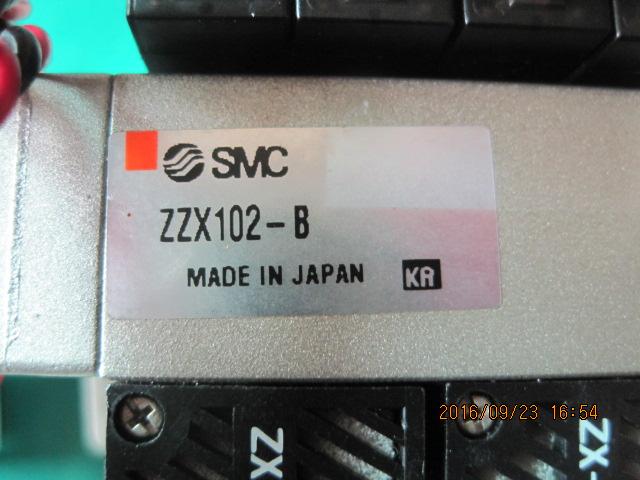 SMC
ZZX102-B
MADE IN JAPAN KR
2016/09/23 16:54
ZX
ZX-